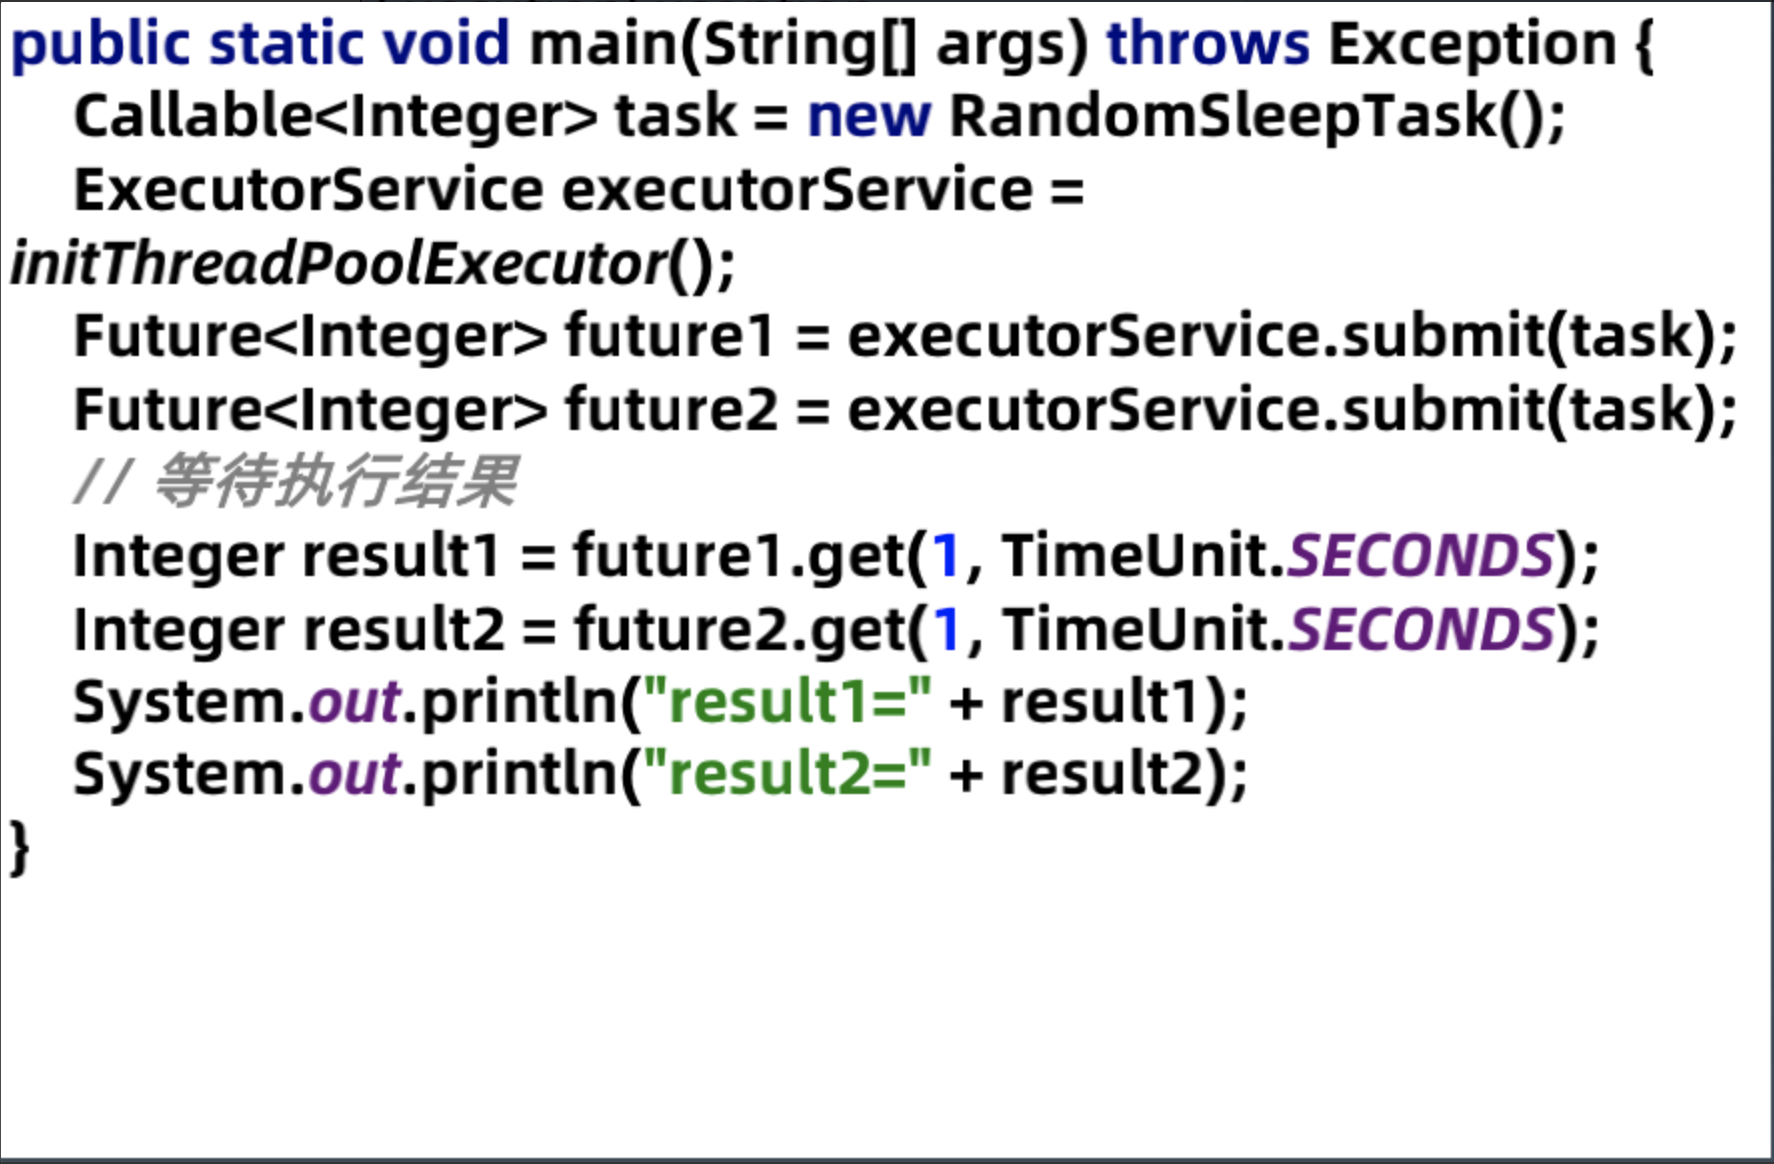 public static void main(String[] args) throws Exception {
    Callable<Integer> task = new RandomSleepTask();
    ExecutorService executorService =
initThreadPoolExecutor();
    Future<Integer> future1 = executorService.submit(task);
    Future<Integer> future2 = executorService.submit(task);
    // 等待执行结果
    Integer result1 = future1.get(1, TimeUnit.SECONDS);
    Integer result2 = future2.get(1, TimeUnit.SECONDS);
    System.out.println("result1=" + result1);
    System.out.println("result2=" + result2);
}